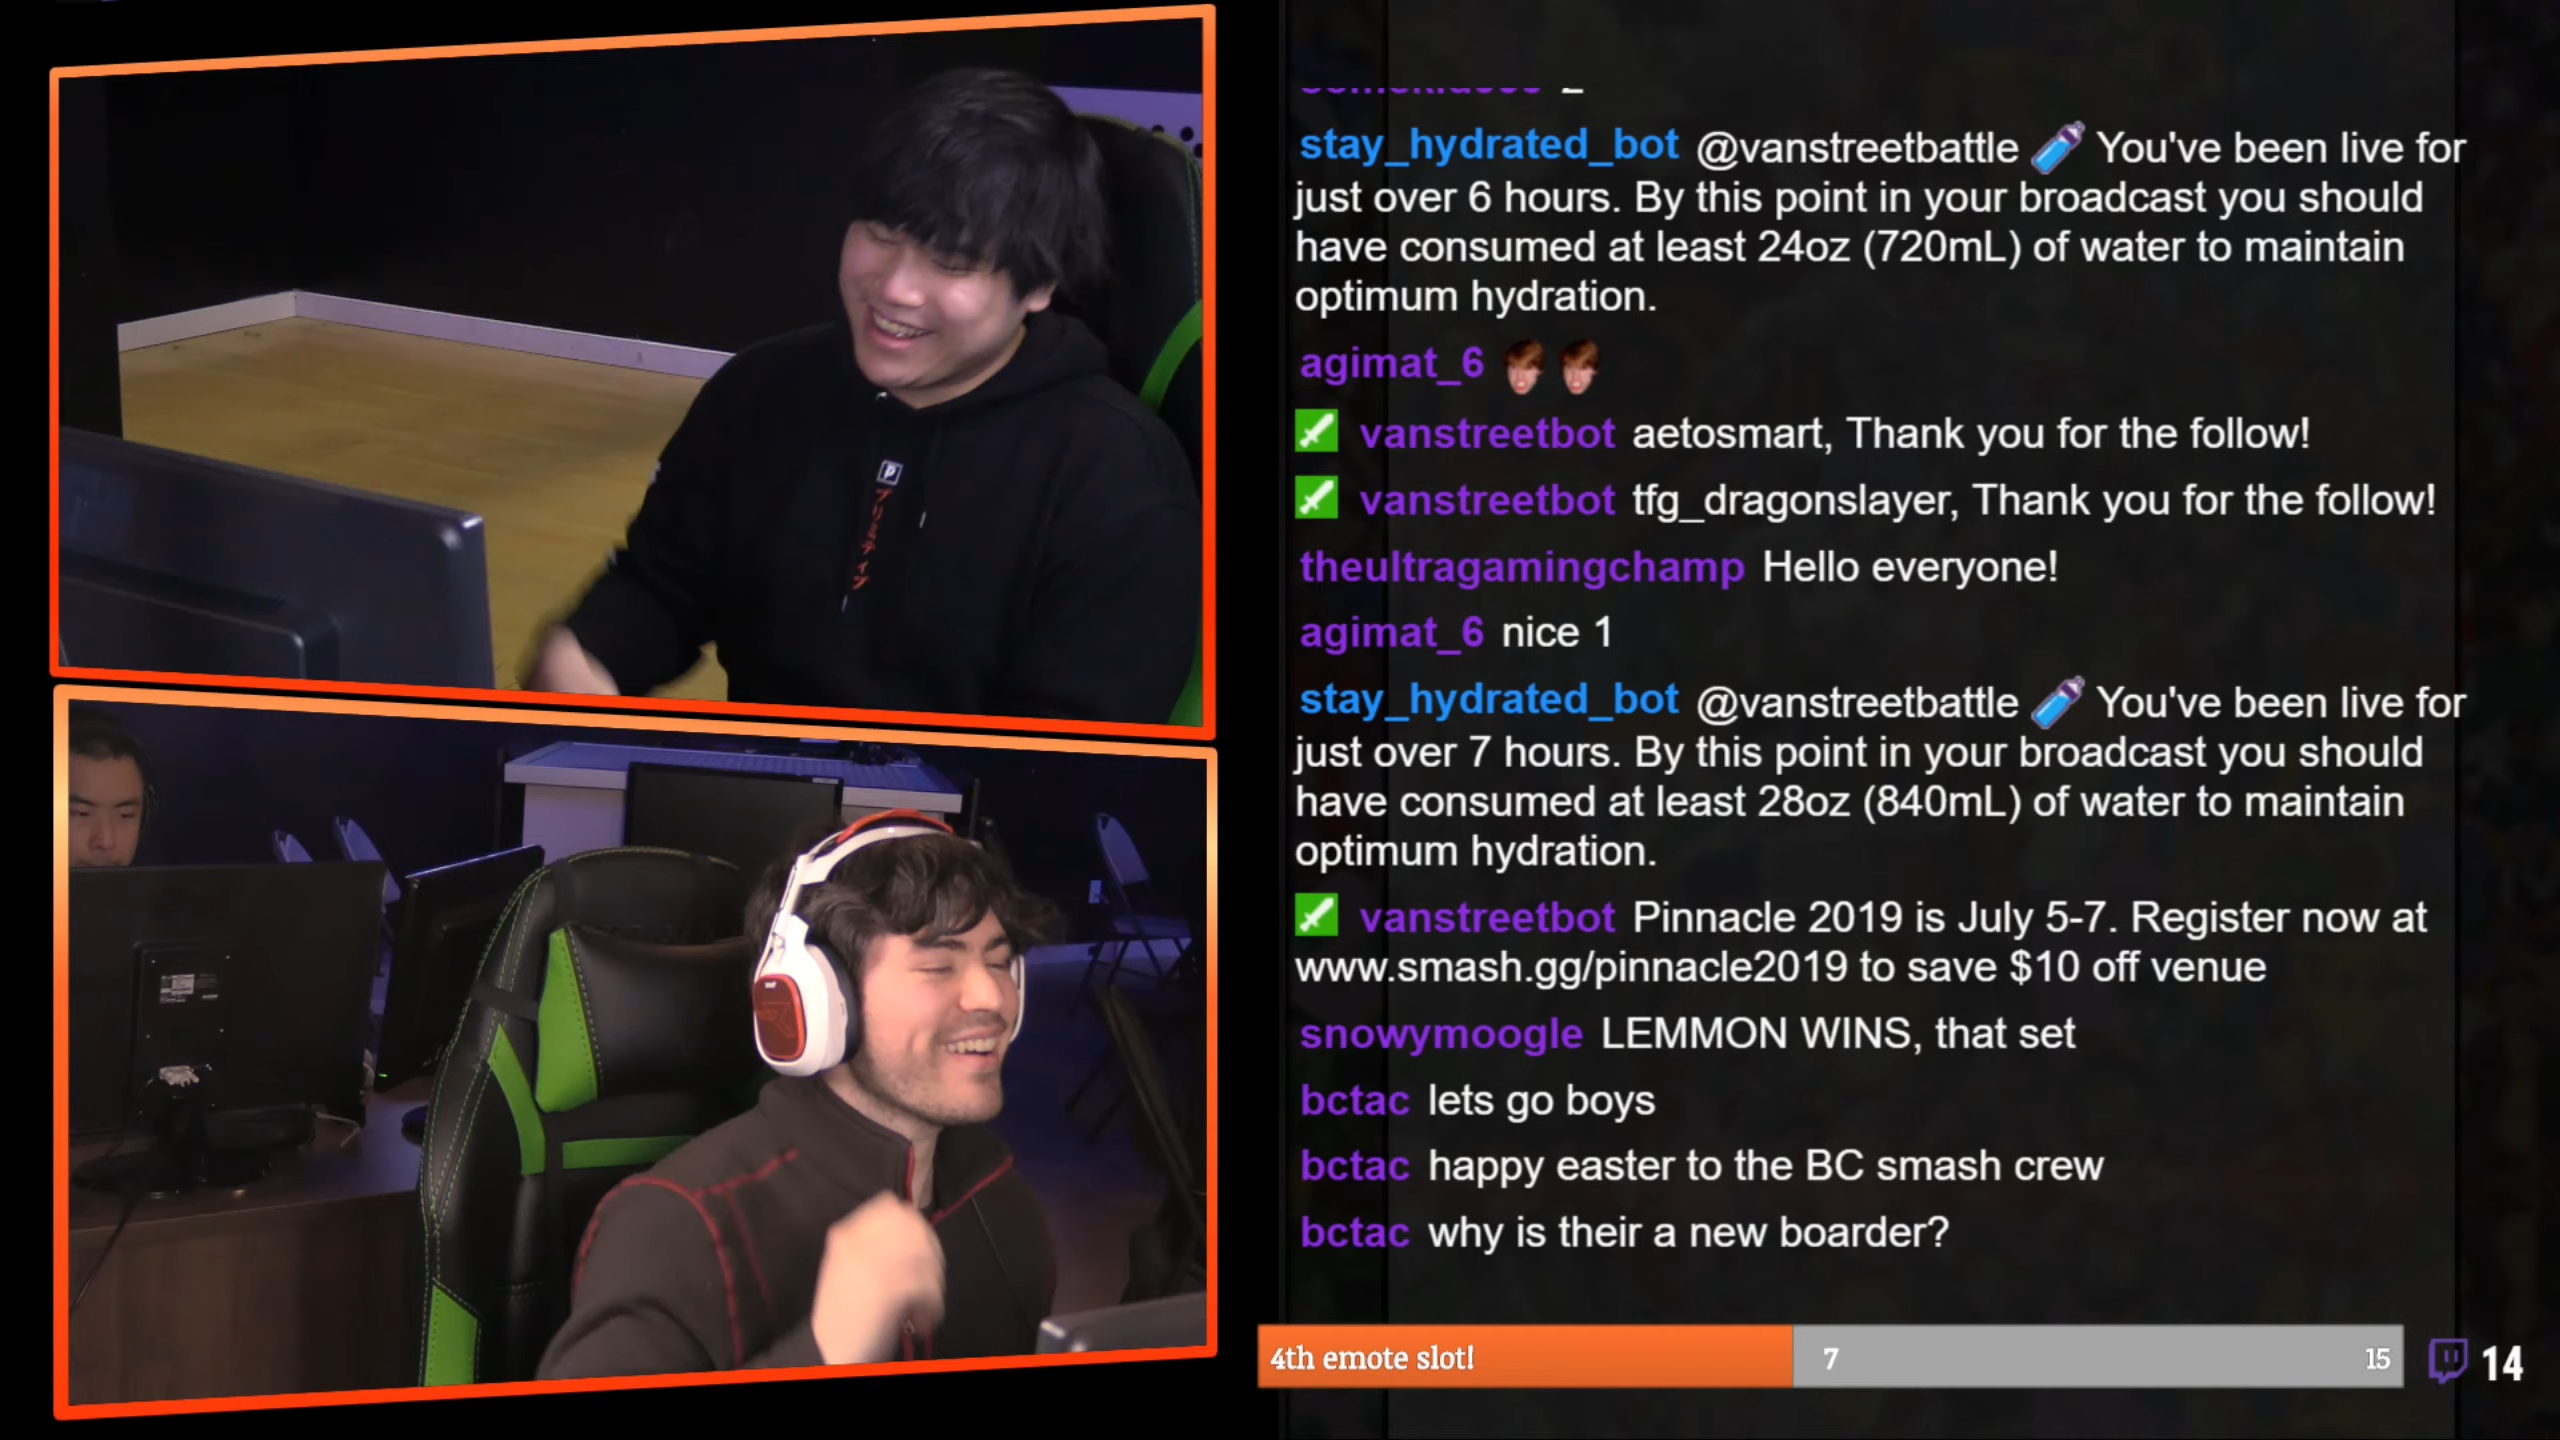 stay_hydrated_bot @vanstreetbattle You've been live for
just over 6 hours. By this point in your broadcast you should
have consumed at least 24oz (720mL) of water to maintain
optimum hydration.
agimat_6
vanstreetbot aetosmart, Thank you for the follow!
vanstreetbot tfg_dragonslayer, Thank you for the follow!
theultragamingchamp Hello everyone!
agimat_6 nice 1
stay_hydrated_bot @vanstreetbattle You've been live for
just over 7 hours. By this point in your broadcast you should
have consumed at least 28oz (840mL) of water to maintain
optimum hydration.
vanstreetbot Pinnacle 2019 is July 5-7. Register now at
www.smash.gg/pinnacle2019 to save $10 off venue
snowymoogle LEMMON WINS, that set
bctac lets go boys
bctac happy easter to the BC smash crew
bctac why is their a new boarder?
4th emote slot! 7 15 14
P
プリミティブ